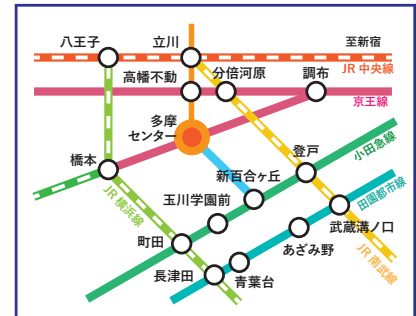 八王子
立川
至新宿
JR 中央線
高幡不動
分倍河原
調布
京王線
多摩
センター
小田急線
橋本
登戸
新百合ヶ丘
田園都市線
玉川学園前
JR 横浜線
武蔵溝ノ口
町田
あざみ野
JR 南武線
長津田
青葉台